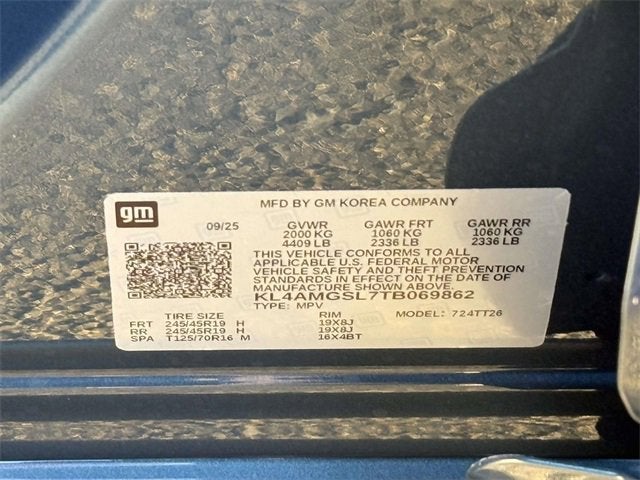 gm
MFD BY GM KOREA COMPANY
09/25 GVWR GAWR FRT GAWR RR
2000 KG 1060 KG 1060 KG
4409 LB 2336 LB 2336 LB
THIS VEHICLE CONFORMS TO ALL
APPLICABLE U.S. FEDERAL MOTOR
VEHICLE SAFETY AND THEFT PREVENTION
STANDARDS IN EFFECT ON THE DATE OF
MANUFACTURE SHOWN ABOVE.
KL4AMGSL7TB069862
TYPE: MPV MODEL: 724TT26
TIRE SIZE RIM
FRT 245/45R19 H 19X8J
RR 245/45R19 H 19X8J
SPA T125/70R16 M 16X4BT